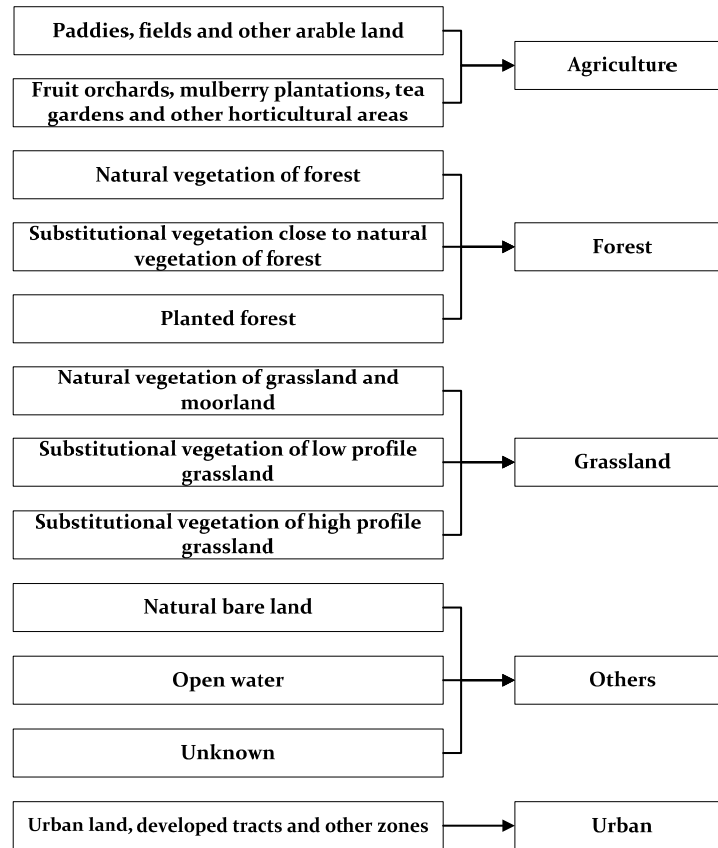 Paddies, fields and other arable land
Agriculture
Fruit orchards, mulberry plantations, tea
gardens and other horticultural areas
Natural vegetation of forest
Substitutional vegetation close to natural
vegetation of forest
Forest
Planted forest
Natural vegetation of grassland and
moorland
Substitutional vegetation of low profile
grassland
Grassland
Substitutional vegetation of high profile
grassland
Natural bare land
Open water
Others
Unknown
Urban land, developed tracts and other zones
Urban